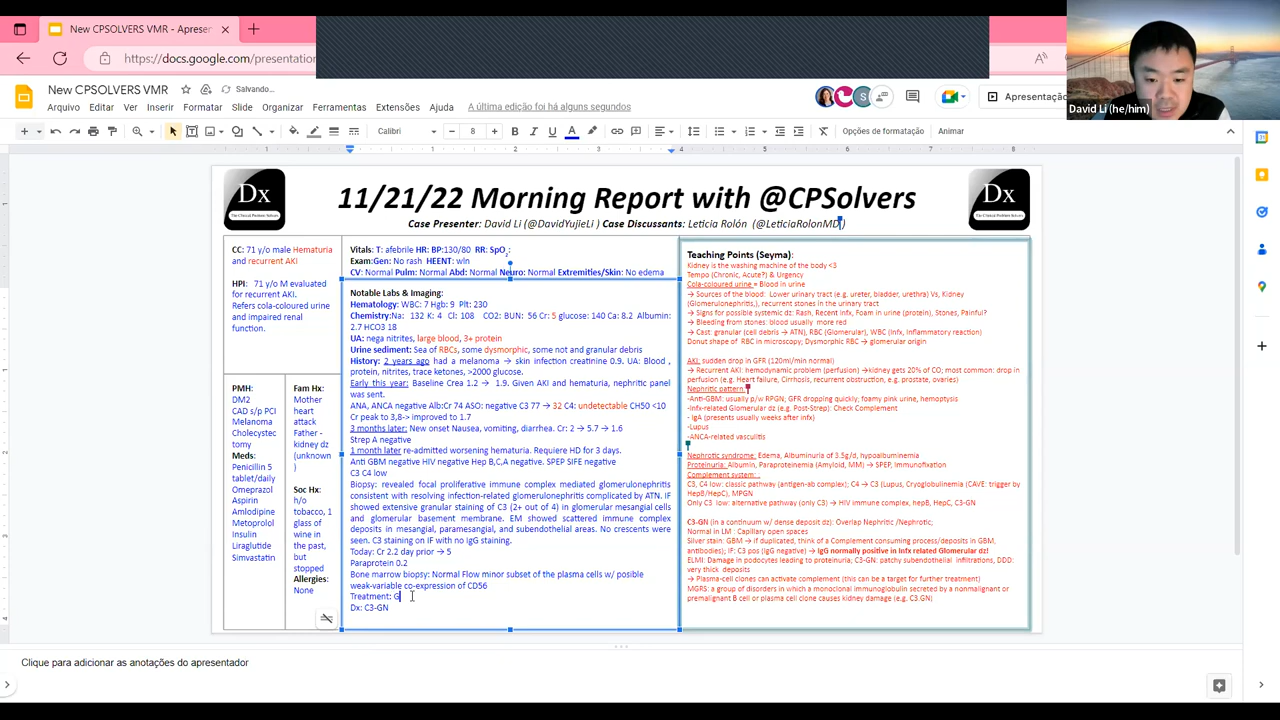 New CPSOLVERS VMR - Apresen
https://docs.google.com/presentation
New CPSOLVERS VMR
Salvando...
Arquivo Editar Ver Inserir Formatar Slide Organizar Ferramentas Extensões Ajuda
A última edição foi há alguns segundos
Apresentação
Calibri
8
Opções de formatação
Animar
David Li (he/him)
Dx
The Clinical Problem Solvers
11/21/22 Morning Report with @CPSolvers
Case Presenter: David Li (@DavidYujieLi ) Case Discussants: Leticia Rolón (@LeticiaRolonMD )
Dx
The Clinical Problem Solvers
CC: 71 y/o male Hematuria
and recurrent AKI
HPI: 71 y/o M evaluated
for recurrent AKI.
Refers cola-coloured urine
and impaired renal
function.
PMH:
DM2
CAD s/p PCI
Melanoma
Cholecystec
tomy
Meds:
Penicillin 5
tablet/daily
Omeprazol
Aspirin
Amlodipine
Metoprolol
Insulin
Liraglutide
Simvastatin
Fam Hx:
Mother
heart
attack
Father -
kidney dz
(unknown
)
Soc Hx:
h/o
tobacco, 1
glass of
wine in
the past,
but
stopped
Allergies:
None
Vitals: T: afebrile HR: BP:130/80 RR: SpO2:
Exam:Gen: No rash HEENT: wln
CV: Normal Pulm: Normal Abd: Normal Neuro: Normal Extremities/Skin: No edema
Notable Labs & Imaging:
Hematology: WBC: 7 Hgb: 9 Plt: 230
Chemistry:Na: 132 K: 4 Cl: 108 CO2: BUN: 56 Cr: 5 glucose: 140 Ca: 8.2 Albumin:
2.7 HCO3 18
UA: nega nitrites, large blood, 3+ protein
Urine sediment: Sea of RBCs, some dysmorphic, some not and granular debris
History: 2 years ago had a melanoma → skin infection creatinine 0.9. UA: Blood ,
protein, nitrites, trace ketones, >2000 glucose.
Early this year: Baseline Crea 1.2 → 1.9. Given AKI and hematuria, nephritic panel
was sent.
ANA, ANCA negative Alb:Cr 74 ASO: negative C3 77 → 32 C4: undetectable CH50 <10
Cr peak to 3,8-> improved to 1.7
3 months later: New onset Nausea, vomiting, diarrhea. Cr: 2 → 5.7 → 1.6
Strep A negative
1 month later re-admitted worsening hematuria. Requiere HD for 3 days.
Anti GBM negative HIV negative Hep B,C,A negative. SPEP SIFE negative
C3 C4 low
Biopsy: revealed focal proliferative immune complex mediated glomerulonephritis
consistent with resolving infection-related glomerulonephritis complicated by ATN. IF
showed extensive granular staining of C3 (2+ out of 4) in glomerular mesangial cells
and glomerular basement membrane. EM showed scattered immune complex
deposits in mesangial, paramesangial, and subendothelial areas. No crescents were
seen. C3 staining on IF with no IgG staining.
Today: Cr 2.2 day prior → 5
Paraprotein 0.2
Bone marrow biopsy: Normal Flow minor subset of the plasma cells w/ posible
weak-variable co-expression of CD56
Treatment: G
Dx: C3-GN
Teaching Points (Seyma):
Kidney is the washing machine of the body <3
Tempo (Chronic, Acute?) & Urgency
Cola-coloured urine = Blood in urine
→ Sources of the blood: Lower urinary tract (e.g. ureter, bladder, urethra) Vs, Kidney
(Glomerulonephritis,), recurrent stones in the urinary tract
→ Signs for possible systemic dz: Rash, Recent Infx, Foam in urine (protein), Stones, Painful?
→ Bleeding from stones: blood usually more red
→ Cast: granular (cell debris → ATN), RBC (Glomerular), WBC (Infx, Inflammatory reaction)
Donut shape of RBC in microscopy; Dysmorphic RBC → glomerular origin
AKI: sudden drop in GFR (120ml/min normal)
→ Recurrent AKI: hemodynamic problem (perfusion) →kidney gets 20% of CO; most common: drop in
perfusion (e.g. Heart failure, Cirrhosis, recurrent obstruction, e.g. prostate, ovaries)
Nephritic pattern:
-Anti-GBM: usually p/w RPGN; GFR dropping quickly; foamy pink urine, hemoptysis
-Infx-related Glomerular dz (e.g. Post-Strep): Check Complement
- IgA (presents usually weeks after infx)
-Lupus
-ANCA-related vasculitis
Nephrotic syndrome: Edema, Albuminuria of 3.5g/d, hypoalbuminemia
Proteinuria: Albumin, Paraproteinemia (Amyloid, MM) → SPEP, Immunofixation
Complement system: .
C3, C4 low: classic pathway (antigen-ab complex); C4 → C3 (Lupus, Cryoglobulinemia (CAVE: trigger by
HepB/HepC), MPGN
Only C3 low: alternative pathway (only C3) → HIV immune complex, hepB, HepC, C3-GN
C3-GN (in a continuum w/ dense deposit dz): Overlap Nephritic /Nephrotic;
Normal in LM : Capillary open spaces
Silver stain: GBM → if duplicated, think of a Complement consuming process/deposits in GBM,
antibodies); IF: C3 pos (IgG negative) → IgG normally positive in infx related Glomerular dz!
ELMI: Damage in podocytes leading to proteinuria; C3-GN: patchy subendothelial infiltrations, DDD:
very thick deposits
→ Plasma-cell clones can activate complement (this can be a target for further treatment)
MGRS: a group of disorders in which a monoclonal immunoglobulin secreted by a nonmalignant or
premalignant B cell or plasma cell clone causes kidney damage (e.g. C3 GN)
Clique para adicionar as anotações do apresentador